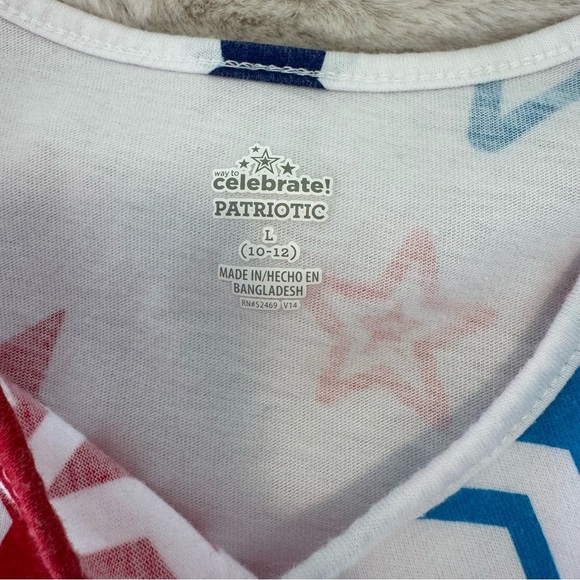 way to
celebrate!
PATRIOTIC
L
(10-12)
MADE IN/HECHO EN
BANGLADESH
RN#52469 V14